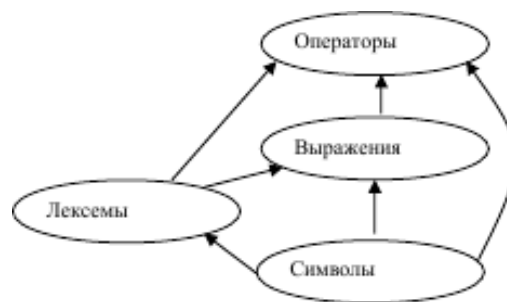 Операторы
Выражения
Лексемы
Символы